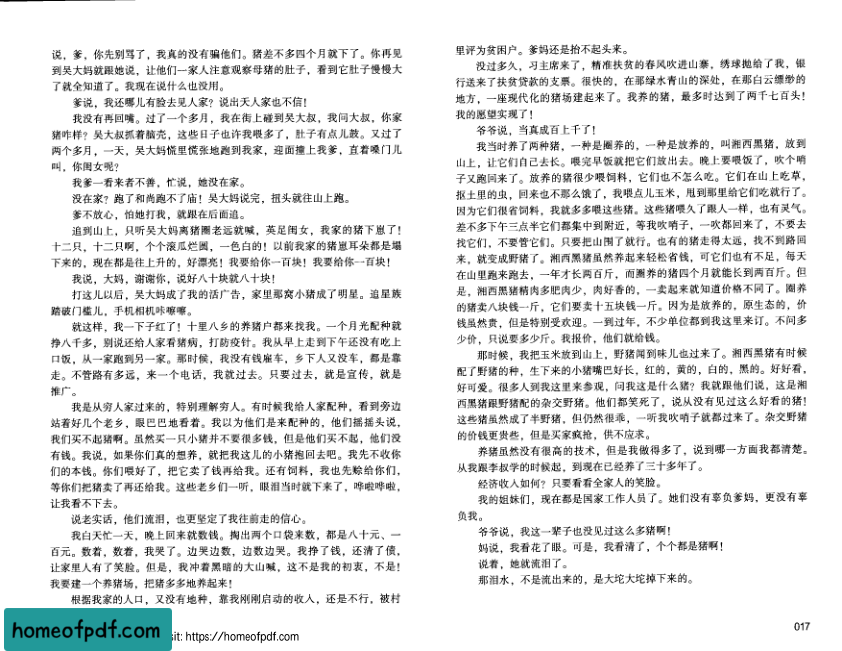 说，爹，你先别骂了，我真的没有骗他们。猪差不多四个月就下了。你再见
到吴大妈就跟她说，让他们一家人注意观察母猪的肚子，看到它肚子慢慢大
了就全知道了。我现在说什么也没用。
爹说，我还哪儿有脸去见人家？说出天人家也不信！
我没有再回嘴。过了一个多月，我在街上碰到吴大叔，我问大叔，你家
猪咋样？吴大叔抓着脑壳，这些日子也许我喂多了，肚子有点儿鼓。又过了
两个多月，一天，吴大妈慌里慌张地跑到我家，迎面撞上我爹，直着嗓门儿
叫，你闺女呢？
我爹一看来者不善，忙说，她没在家。
没在家？跑了和尚跑不了庙！吴大妈说完，扭头就往山上跑。
爹不放心，怕她打我，就跟在后面追。
追到山上，只听吴大妈离猪圈老远就喊，英足闺女，我家的猪下崽了！
十二只，十二只啊，个个滚瓜烂圆，一色白的！以前我家的猪崽耳朵都是塌
下来的，现在都是往上升的，好漂亮！我要给你一百块！我要给你一百块！
我说，大妈，谢谢你，说好八十块就八十块！
打这儿以后，吴大妈成了我的活广告，家里那窝小猪成了明星。追星族
踏破门槛儿，手机相机咔嚓嚓。
就这样，我一下子红了！十里八乡的养猪户都来找我。一个月光配种就
挣八千多，别说还给人家看猪病，打防疫针。我从早上走到下午还没有吃上
口饭，从一家跑到另一家。那时候，我没有钱雇车，乡下人又没车，都是靠
走。不管路有多远，来一个电话，我就过去。只要过去，就是宣传，就是
推广。
我是从穷人家过来的，特别理解穷人。有时候我给人家配种，看到旁边
站着好几个老乡，眼巴巴地看着。我以为他们是来配种的，他们摇摇头说，
我们买不起猪啊。虽然买一只小猪并不要很多钱，但是他们买不起，他们没
有钱。我说，如果你们真的想养，就把我这儿的小猪抱回去吧。我先不收你
们的本钱。你们喂好了，把它卖了钱再给我。还有饲料，我也先赊给你们，
等你们把猪卖了再还给我。这些老乡们一听，眼泪当时就下来了，哗啦哗啦，
让我看不下去。
说老实话，他们流泪，也更坚定了我往前走的信心。
我白天忙一天，晚上回来就数钱。掏出两个口袋来数，都是八十元、一
百元。数着，数着，我哭了。边哭边数，边数边哭。我挣了钱，还清了债，
让家里人有了笑脸。但是，我冲着黑暗的大山喊，这不是我的初衷，不是！
我要建一个养猪场，把猪多多地养起来！
根据我家的人口，又没有地种，靠我刚刚启动的收入，还是不行，被村
里评为贫困户。爹妈还是抬不起头来。
没过多久，习主席来了，精准扶贫的春风吹进山寨，绣球抛给了我，银
行送来了扶贫贷款的支票。很快的，在那绿水青山的深处，在那白云缥缈的
地方，一座现代化的猪场建起来了。我养的猪，最多时达到了两千七百头！
我的愿望实现了！
爷爷说，当真成百上千了！
我当时养了两种猪，一种是圈养的，一种是放养的，叫湘西黑猪，放到
山上，让它们自己去长。喂完早饭就把它们放出去。晚上要喂饭了，吹个哨
子又跑回来了。放养的猪很少喂饲料，它们也不怎么吃。它们在山上吃草，
抠土里的虫，回来也不那么饿了，我喂点儿玉米，甩到那里给它们吃就行了。
因为它们很省饲料，我就多多喂这些猪。这些猪喂久了跟人一样，也有灵气。
差不多下午三点半它们都集中到附近，等我吹哨子，一吹都回来了，不要去
找它们，不要管它们。只要把山围了就行。也有的猪走得太远，找不到路回
来，就变成野猪了。湘西黑猪虽然养起来轻松省钱，可它们也有不足，每天
在山里跑来跑去，一年才长两百斤，而圈养的猪四个月就能长到两百斤。但
是，湘西黑猪精肉多肥肉少，肉好香的，一卖起来就知道价格不同了。圈养
的猪卖八块钱一斤，它们要卖十五块钱一斤。因为是放养的，原生态的，价
钱虽然贵，但是特别受欢迎。一到过年，不少单位都到我这里来订。不问多
少价，只说要多少斤。我报价，他们就给钱。
那时候，我把玉米放到山上，野猪闻到味儿也过来了。湘西黑猪有时候
配了野猪的种，生下来的小猪嘴巴好长，红的，黄的，白的，黑的。好好看，
好可爱。很多人到我这里来参观，问我这是什么猪？我就跟他们说，这是湘
西黑猪跟野猪配的杂交野猪。他们都笑死了，说从没有见过这么好看的猪！
这些猪虽然成了半野猪，但仍然很乖，一听我吹哨子就都过来了。杂交野猪
的价钱更贵些，但是买家疯抢，供不应求。
养猪虽然没有很高的技术，但是我做得多了，说到哪一方面我都清楚。
从我跟李叔学的时候起，到现在已经养了三十多年了。
经济收入如何？只要看看全家人的笑脸。
我的姐妹们，现在都是国家工作人员了。她们没有辜负爹妈，更没有辜
负我。
爷爷说，我这一辈子也没见过这么多猪啊！
妈说，我看花了眼。可是，我看清了，个个都是猪啊！
说着，她就流泪了。
那泪水，不是流出来的，是大坨大坨掉下来的。
017
homeofpdf.com
sit: https://homeofpdf.com